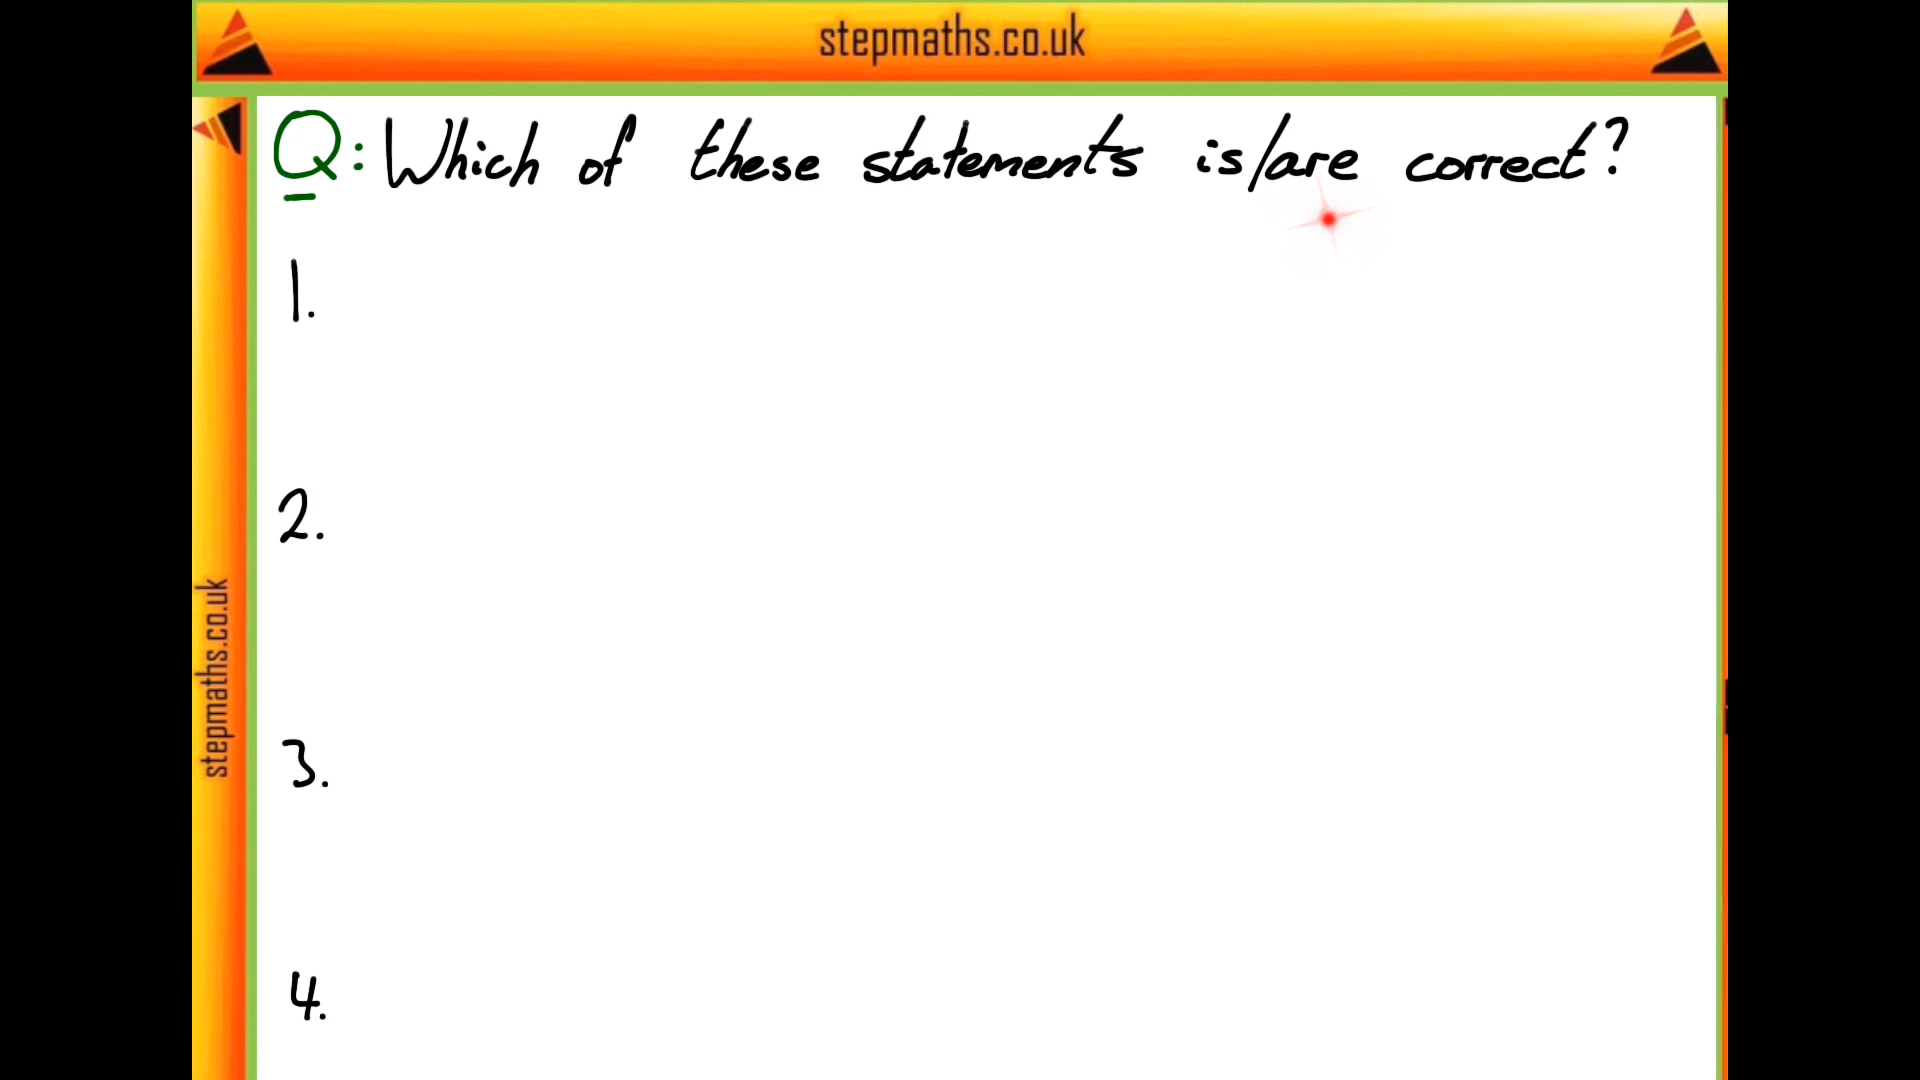 stepmaths.co.uk
Q: Which of these statements is/are correct?
1.
2.
3.
4.
stepmaths.co.uk